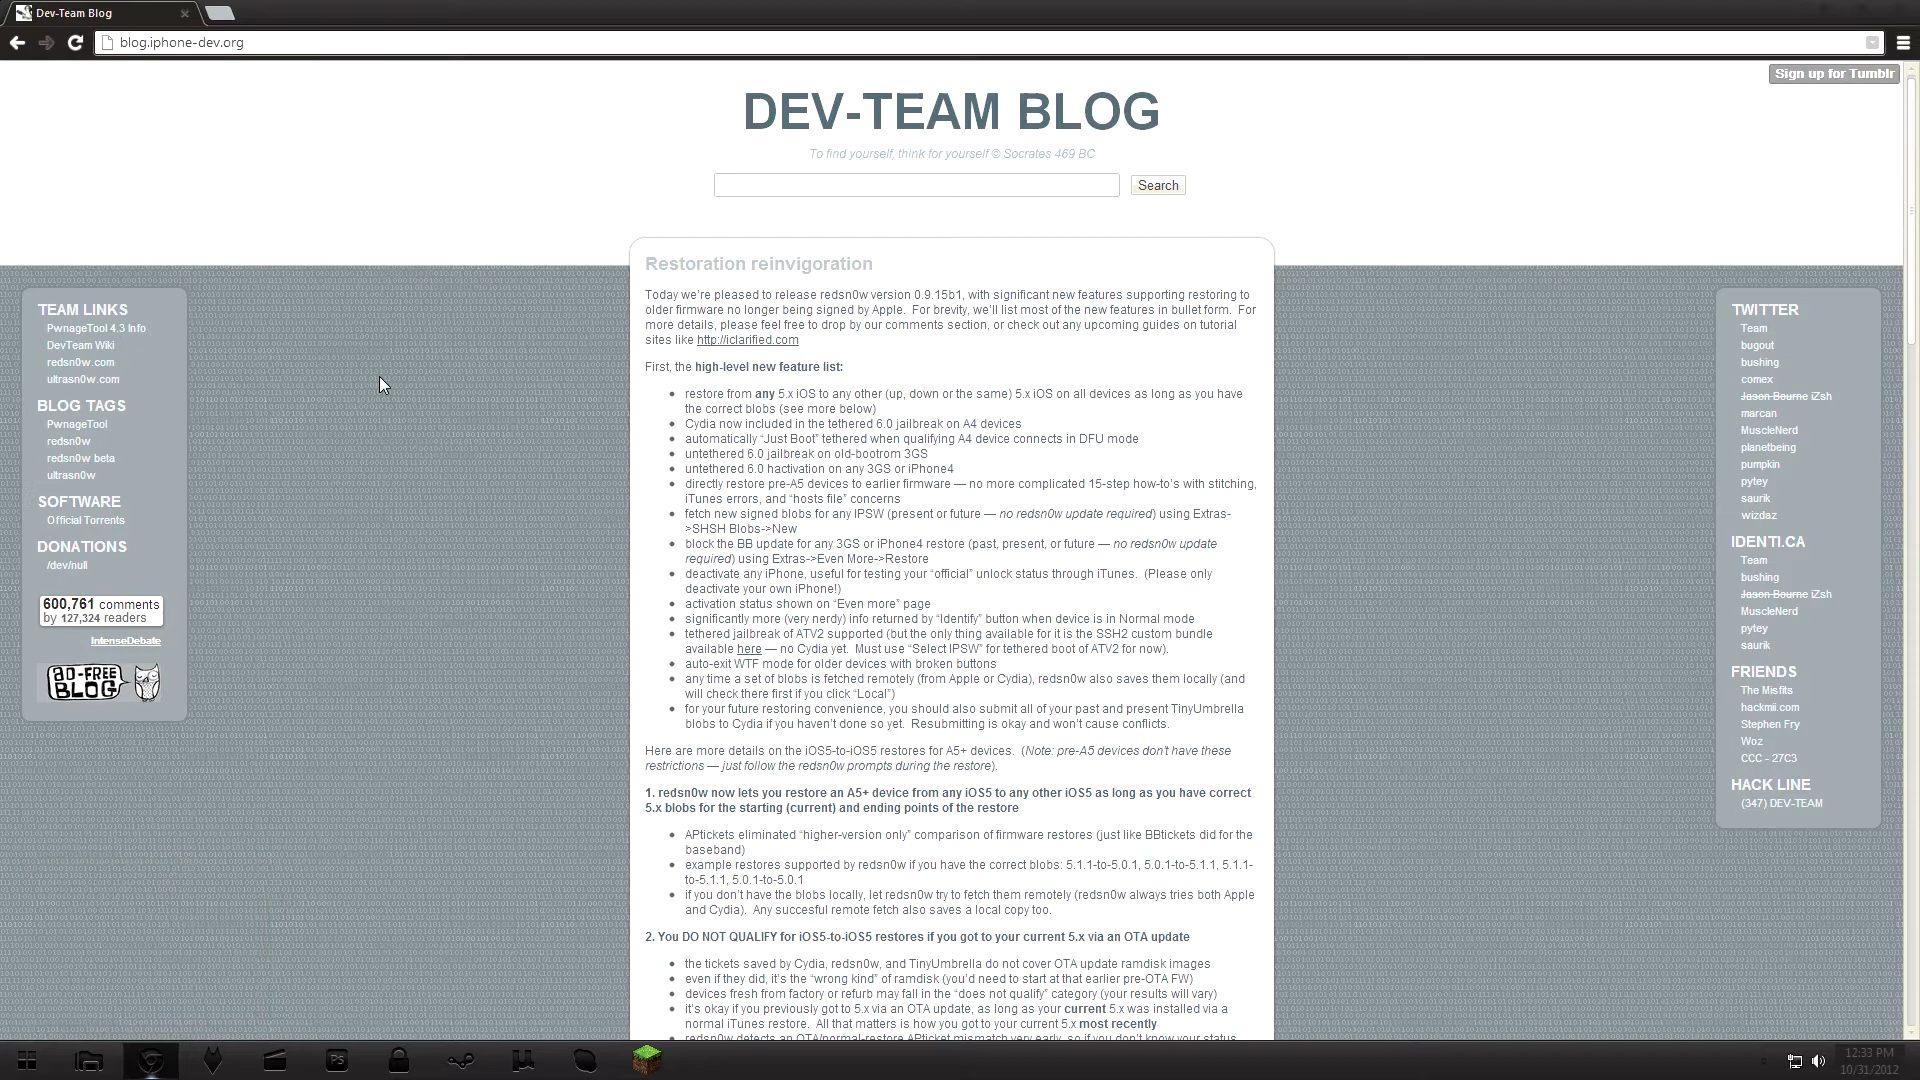 Dev-Team Blog
blog.iphone-dev.org
Sign up for Tumblr
DEV-TEAM BLOG
To find yourself, think for yourself © Socrates 469 BC
Search
TEAM LINKS
PwnageTool 4.3 Info
DevTeam Wiki
redsn0w.com
ultrasn0w.com
BLOG TAGS
PwnageTool
redsn0w
redsn0w beta
ultrasn0w
SOFTWARE
Official Torrents
DONATIONS
/dev/null
600,761 comments
by 127,324 readers
IntenseDebate
AD-FREE
BLOG
Restoration reinvigoration
Today we’re pleased to release redsn0w version 0.9.15b1, with significant new features supporting restoring to
older firmware no longer being signed by Apple.  For brevity, we’ll list most of the new features in bullet form.  For
more details, please feel free to drop by our comments section, or check out any upcoming guides on tutorial
sites like http://iclarified.com
First, the high-level new feature list:
restore from any 5.x iOS to any other (up, down or the same) 5.x iOS on all devices as long as you have
the correct blobs (see more below)
Cydia now included in the tethered 6.0 jailbreak on A4 devices
automatically “Just Boot” tethered when qualifying A4 device connects in DFU mode
untethered 6.0 jailbreak on old-bootrom 3GS
untethered 6.0 hactivation on any 3GS or iPhone4
directly restore pre-A5 devices to earlier firmware — no more complicated 15-step how-to’s with stitching,
iTunes errors, and “hosts file” concerns
fetch new signed blobs for any IPSW (present or future — no redsn0w update required) using Extras-
>SHSH Blobs->New
block the BB update for any 3GS or iPhone4 restore (past, present, or future — no redsn0w update
required) using Extras->Even More->Restore
deactivate any iPhone, useful for testing your “official” unlock status through iTunes.  (Please only
deactivate your own iPhone!)
activation status shown on “Even more” page
significantly more (very nerdy) info returned by “Identify” button when device is in Normal mode
tethered jailbreak of ATV2 supported (but the only thing available for it is the SSH2 custom bundle
available here — no Cydia yet.  Must use “Select IPSW” for tethered boot of ATV2 for now).
auto-exit WTF mode for older devices with broken buttons
any time a set of blobs is fetched remotely (from Apple or Cydia), redsn0w also saves them locally (and
will check there first if you click “Local”)
for your future restoring convenience, you should also submit all of your past and present TinyUmbrella
blobs to Cydia if you haven’t done so yet.  Resubmitting is okay and won’t cause conflicts.
Here are more details on the iOS5-to-iOS5 restores for A5+ devices.  (Note: pre-A5 devices don’t have these
restrictions — just follow the redsn0w prompts during the restore).
1. redsn0w now lets you restore an A5+ device from any iOS5 to any other iOS5 as long as you have correct
5.x blobs for the starting (current) and ending points of the restore
APtickets eliminated “higher-version only” comparison of firmware restores (just like BBtickets did for the
baseband)
example restores supported by redsn0w if you have the correct blobs: 5.1.1-to-5.0.1, 5.0.1-to-5.1.1, 5.1.1-
to-5.1.1, 5.0.1-to-5.0.1
if you don’t have the blobs locally, let redsn0w try to fetch them remotely (redsn0w always tries both Apple
and Cydia).  Any succesful remote fetch also saves a local copy too.
2. You DO NOT QUALIFY for iOS5-to-iOS5 restores if you got to your current 5.x via an OTA update
the tickets saved by Cydia, redsn0w, and TinyUmbrella do not cover OTA update ramdisk images
even if they did, it’s the “wrong kind” of ramdisk (you’d need to start at that earlier pre-OTA FW)
devices fresh from factory or refurb may fall in the “does not qualify” category (your results will vary)
it’s okay if you previously got to 5.x via an OTA update, as long as your current 5.x was installed via a
normal iTunes restore.  All that matters is how you got to your current 5.x most recently
redsn0w detects an OTA/normal-restore APticket mismatch very early, so if you don’t know your status
TWITTER
Team
bugout
bushing
comex
Jason Bourne iZsh
marcan
MuscleNerd
planetbeing
pumpkin
pytey
saurik
wizdaz
IDENTI.CA
Team
bushing
Jason Bourne iZsh
MuscleNerd
pytey
saurik
FRIENDS
The Misfits
hackmii.com
Stephen Fry
Woz
CCC - 27C3
HACK LINE
(347) DEV-TEAM
Ps
12:33 PM
10/31/2012